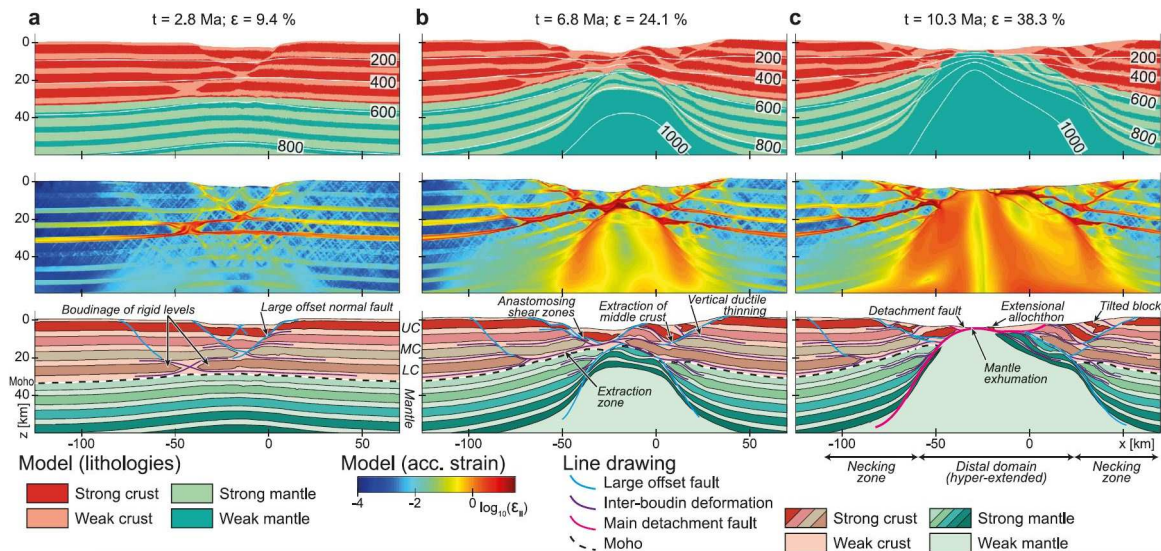 a
t = 2.8 Ma; ε = 9.4 %
b
t = 6.8 Ma; ε = 24.1 %
c
t = 10.3 Ma; ε = 38.3 %
0
20
40
200
400
600
800
200
400
600
800
1000
200
400
600
800
1000
0
20
40
Boudinage of rigid levels
Large offset normal fault
Anastomosing shear zones
Extraction of middle crust
Vertical ductile thinning
Extraction zone
Detachment fault
Extensional allochthon
Tilted block
Mantle exhumation
0
20
Moho
40
z [km]
UC
MC
LC
Mantle
-100
-50
0
50
-100
-50
0
50
-100
-50
0
x [km]
Necking zone
Distal domain (hyper-extended)
Necking zone
Model (lithologies)
Strong crust
Strong mantle
Weak crust
Weak mantle
Model (acc. strain)
-4
-2
0
2
log10(εII)
Line drawing
Large offset fault
Inter-boudin deformation
Main detachment fault
Moho
Strong crust
Strong mantle
Weak crust
Weak mantle